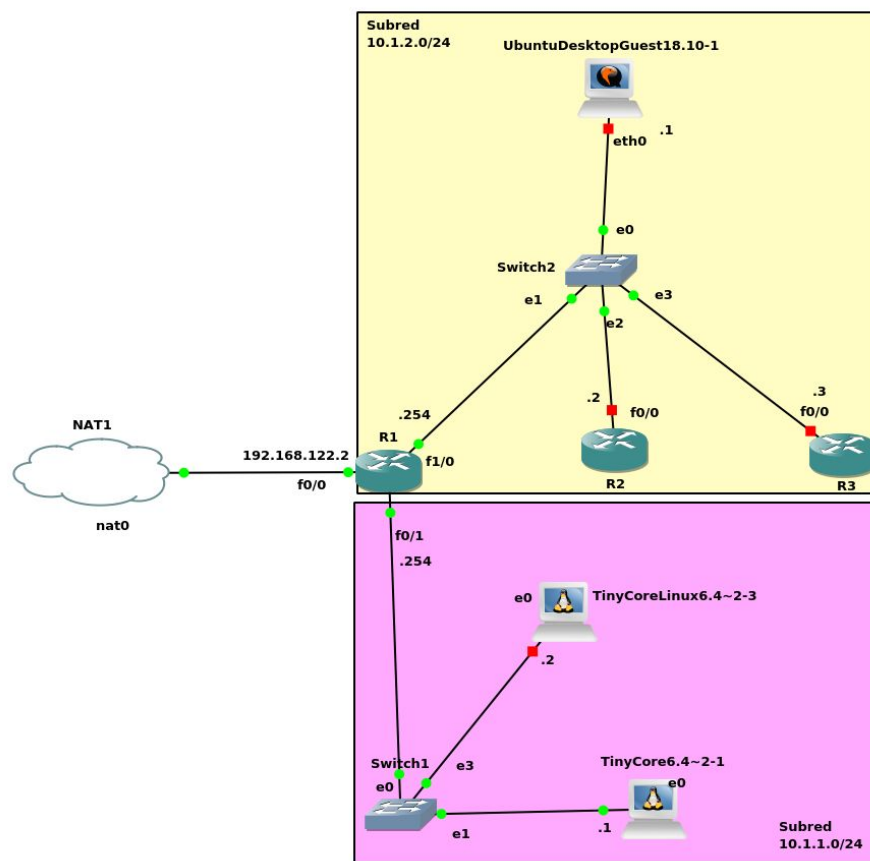 Subred
10.1.2.0/24
UbuntuDesktopGuest18.10-1
.1
eth0
e0
Switch2
e1
e3
e2
.3
.2
f0/0
f0/0
.254
NAT1
R1
192.168.122.2
f1/0
f0/0
R2
R3
nat0
f0/1
.254
e0
TinyCoreLinux6.4~2-3
.2
Switch1
e3
TinyCore6.4~2-1
e0
e0
e1
.1
Subred
10.1.1.0/24